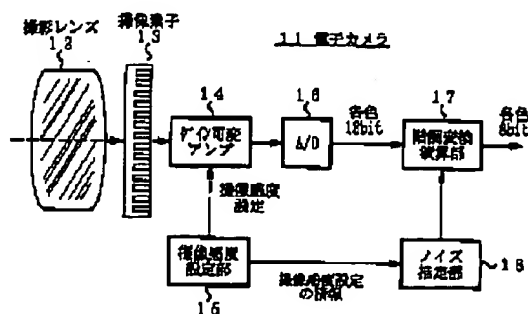 撮影レンズ
12
撮像素子
13
11 電子カメラ
14
ゲイン可変
アンプ
16
A/D
各色
12bit
17
階調変換
演算部
各色
8bit
撮像感度
設定
撮像感度
設定部
15
撮像感度設定
の情報
ノイズ
推定部
18